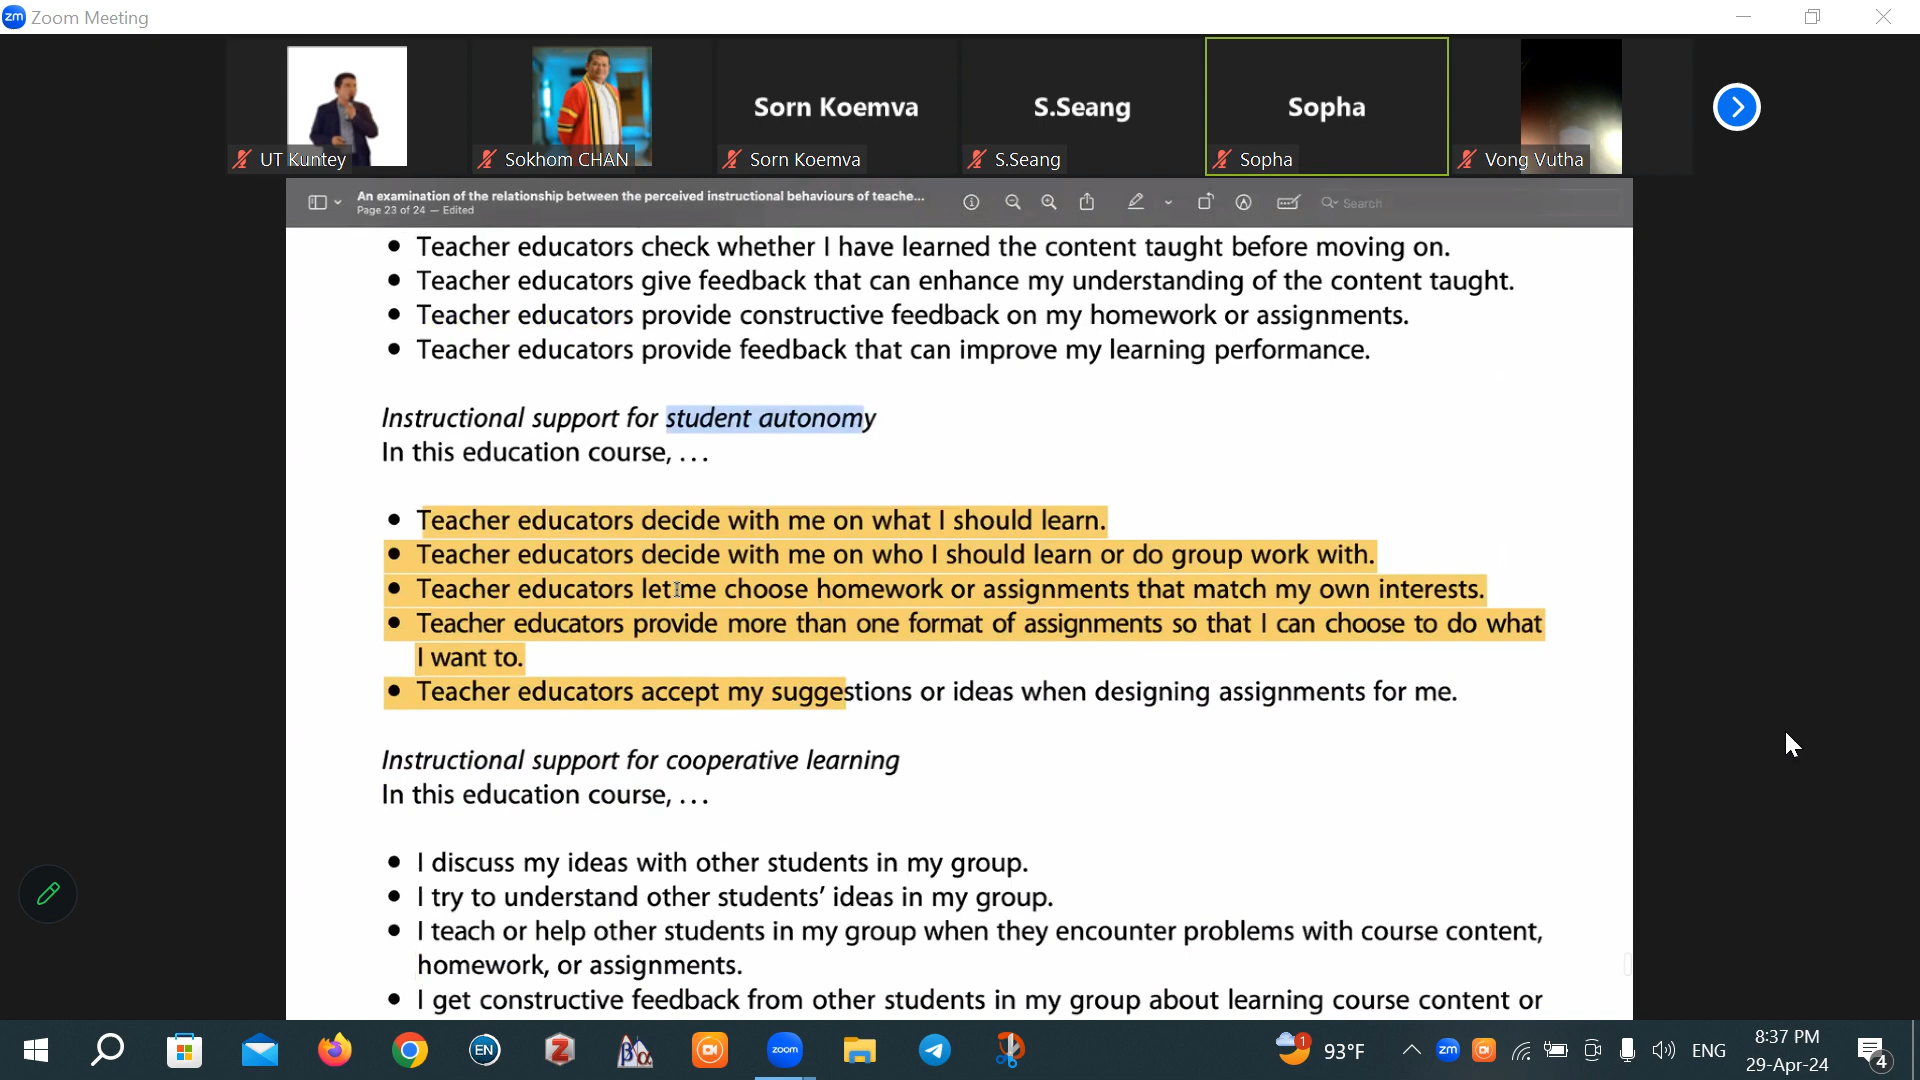 zm Zoom Meeting
Sorn Koemva
S.Seang
Sopha
UT Kuntey
Sokhom CHAN
Sorn Koemva
S.Seang
Sopha
Vong Vutha
An examination of the relationship between the perceived instructional behaviours of teache...
Page 23 of 24 — Edited
Search
• Teacher educators check whether I have learned the content taught before moving on.
• Teacher educators give feedback that can enhance my understanding of the content taught.
• Teacher educators provide constructive feedback on my homework or assignments.
• Teacher educators provide feedback that can improve my learning performance.
Instructional support for student autonomy
In this education course, ...
• Teacher educators decide with me on what I should learn.
• Teacher educators decide with me on who I should learn or do group work with.
• Teacher educators let me choose homework or assignments that match my own interests.
• Teacher educators provide more than one format of assignments so that I can choose to do what
I want to.
• Teacher educators accept my suggestions or ideas when designing assignments for me.
Instructional support for cooperative learning
In this education course, ...
• I discuss my ideas with other students in my group.
• I try to understand other students' ideas in my group.
• I teach or help other students in my group when they encounter problems with course content,
homework, or assignments.
• I get constructive feedback from other students in my group about learning course content or
EN
Z
βα
zoom
1
93°F
zm
ENG
8:37 PM
29-Apr-24
4